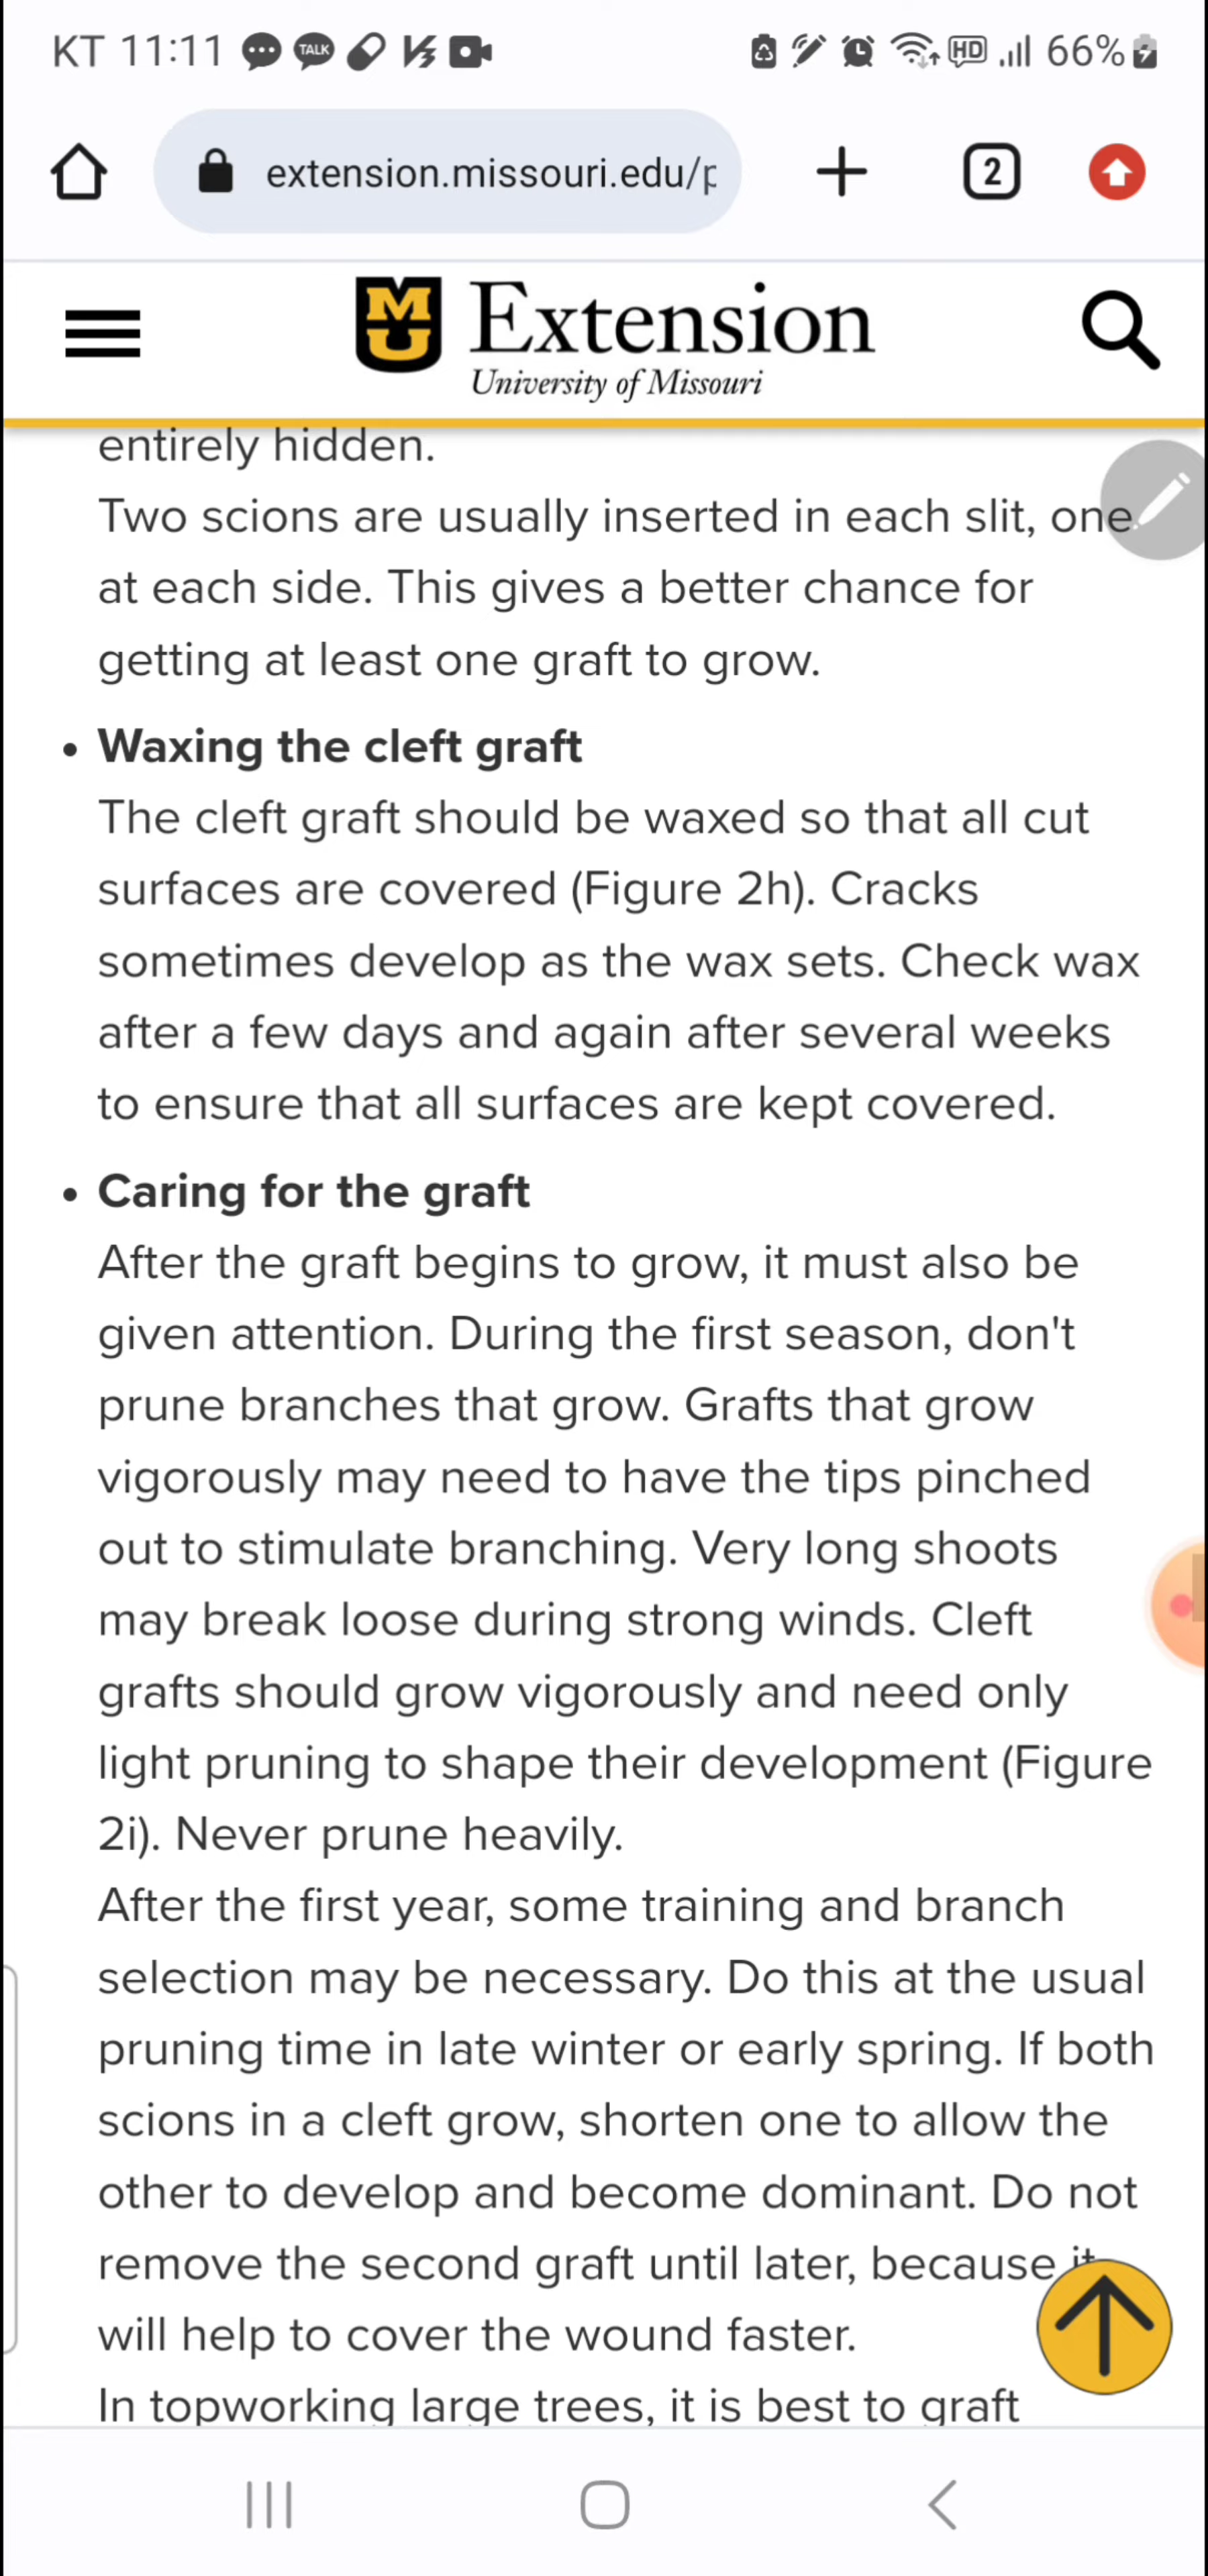 KT 11:11 TALK HD 66%
extension.missouri.edu/p
2
MU Extension
University of Missouri
entirely hidden.
Two scions are usually inserted in each slit, one
at each side. This gives a better chance for
getting at least one graft to grow.
• Waxing the cleft graft
The cleft graft should be waxed so that all cut
surfaces are covered (Figure 2h). Cracks
sometimes develop as the wax sets. Check wax
after a few days and again after several weeks
to ensure that all surfaces are kept covered.
• Caring for the graft
After the graft begins to grow, it must also be
given attention. During the first season, don't
prune branches that grow. Grafts that grow
vigorously may need to have the tips pinched
out to stimulate branching. Very long shoots
may break loose during strong winds. Cleft
grafts should grow vigorously and need only
light pruning to shape their development (Figure
2i). Never prune heavily.
After the first year, some training and branch
selection may be necessary. Do this at the usual
pruning time in late winter or early spring. If both
scions in a cleft grow, shorten one to allow the
other to develop and become dominant. Do not
remove the second graft until later, because it
will help to cover the wound faster.
In topworking large trees, it is best to graft